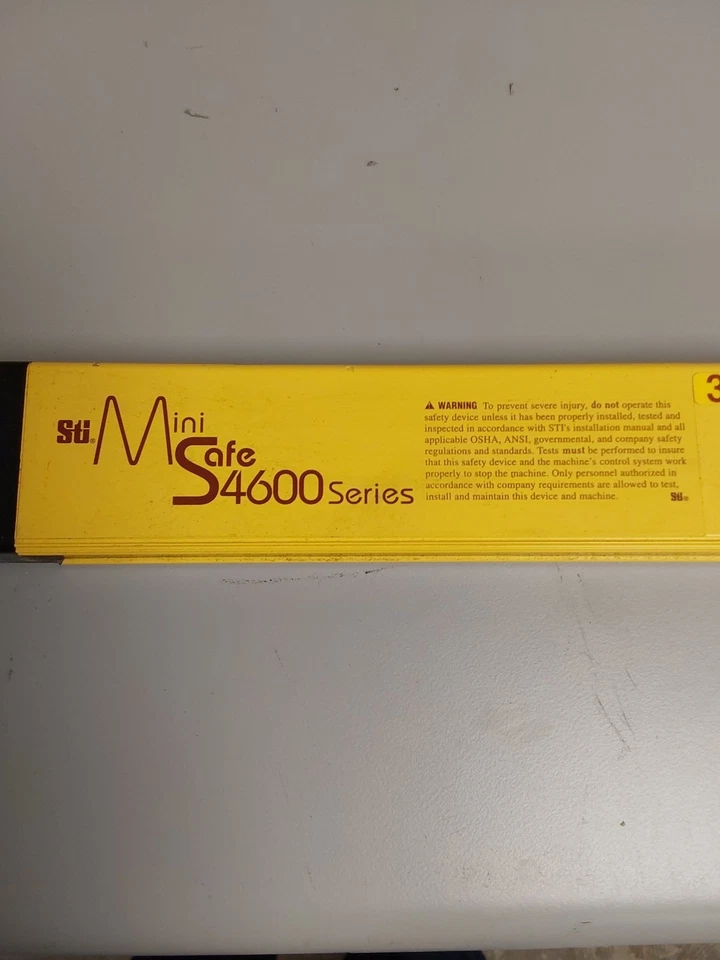 Sti® Mini
Safe
S4600 Series
⚠ WARNING To prevent severe injury, do not operate this
safety device unless it has been properly installed, tested and
inspected in accordance with STI's installation manual and all
applicable OSHA, ANSI, governmental, and company safety
regulations and standards. Tests must be performed to insure
that this safety device and the machine's control system work
properly to stop the machine. Only personnel authorized in
accordance with company requirements are allowed to test,
install and maintain this device and machine. Sti®
3